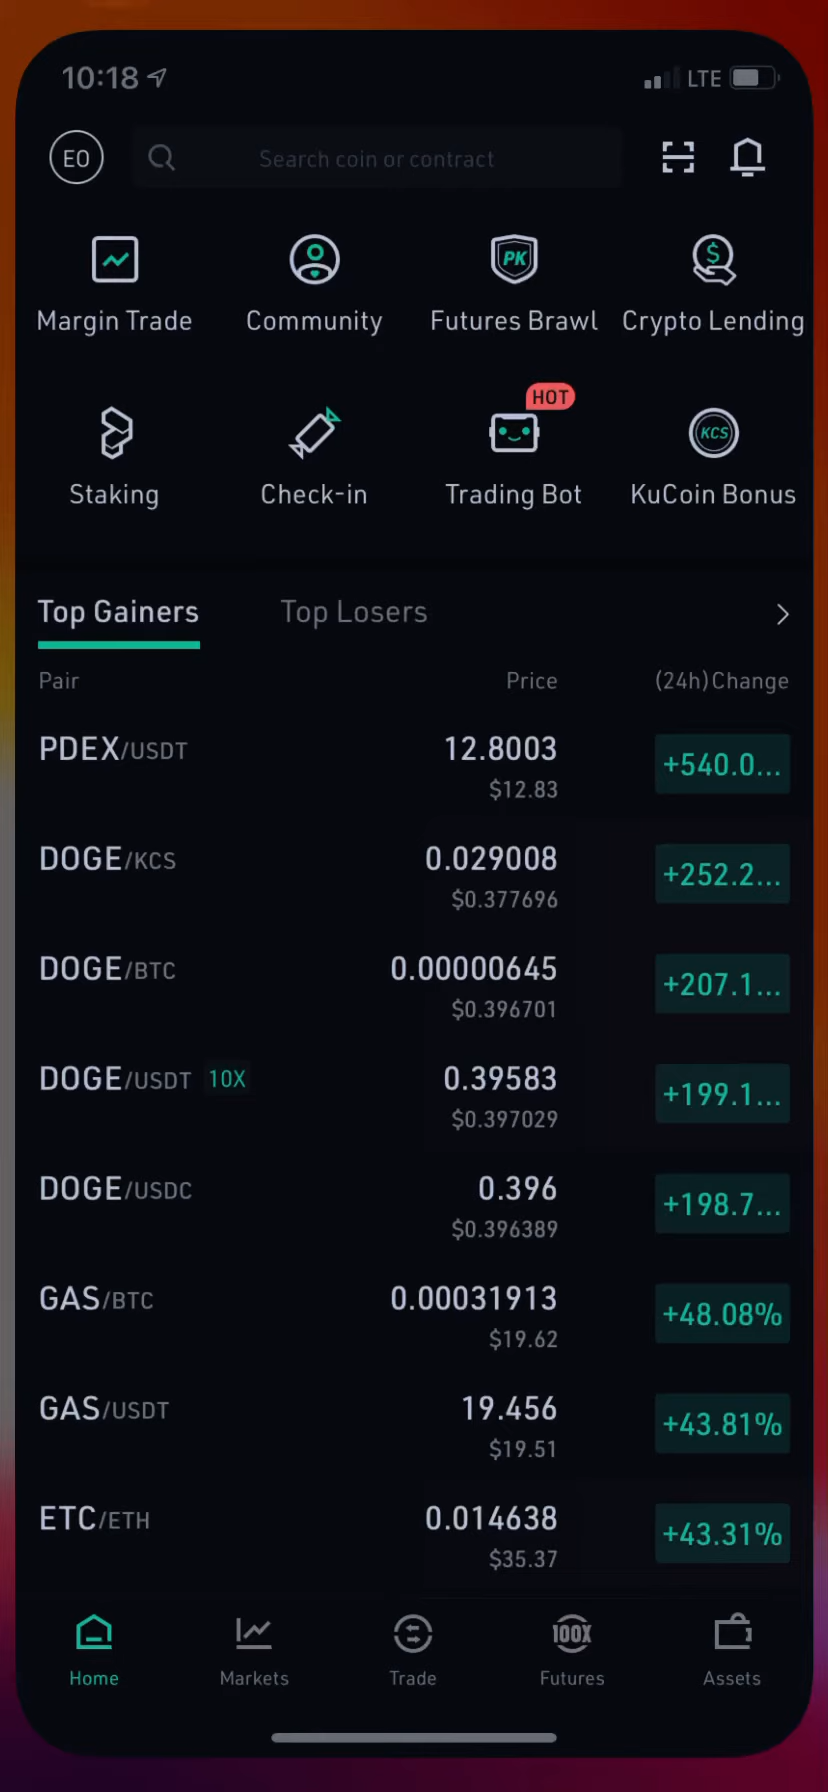 10:18 LTE
EO Search coin or contract
PK $
Margin Trade Community Futures Brawl Crypto Lending
HOT
KCS
Staking Check-in Trading Bot KuCoin Bonus
Top Gainers Top Losers
Pair Price (24h)Change
PDEX/USDT 12.8003 +540.0...
$12.83
DOGE/KCS 0.029008 +252.2...
$0.377696
DOGE/BTC 0.00000645 +207.1...
$0.396701
DOGE/USDT 10X 0.39583 +199.1...
$0.397029
DOGE/USDC 0.396 +198.7...
$0.396389
GAS/BTC 0.00031913 +48.08%
$19.62
GAS/USDT 19.456 +43.81%
$19.51
ETC/ETH 0.014638 +43.31%
$35.37
100X
Home Markets Trade Futures Assets